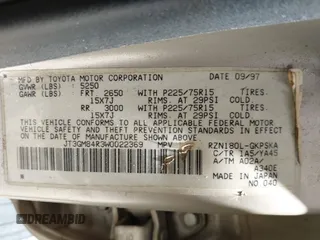 MFD BY TOYOTA MOTOR CORPORATION DATE 09/97
GVWR (LBS) : 5250
GAWR (LBS) : FRT 2650 WITH P225/75R15 TIRES,
15X7J RIMS, AT 29PSI COLD
RR 3000 WITH P225/75R15 TIRES,
15X7J RIMS, AT 29PSI COLD
THIS VEHICLE CONFORMS TO ALL APPLICABLE FEDERAL MOTOR
VEHICLE SAFETY AND THEFT PREVENTION STANDARDS IN EFFECT
ON THE DATE OF MANUFACTURE SHOWN ABOVE.
JT3GM84R3W0022369 MPV RZN180L-GKPSKA
C/TR 1A5/YA45
A/TM A02A/
A340E
MADE IN JAPAN
NO.040
DREAMBID